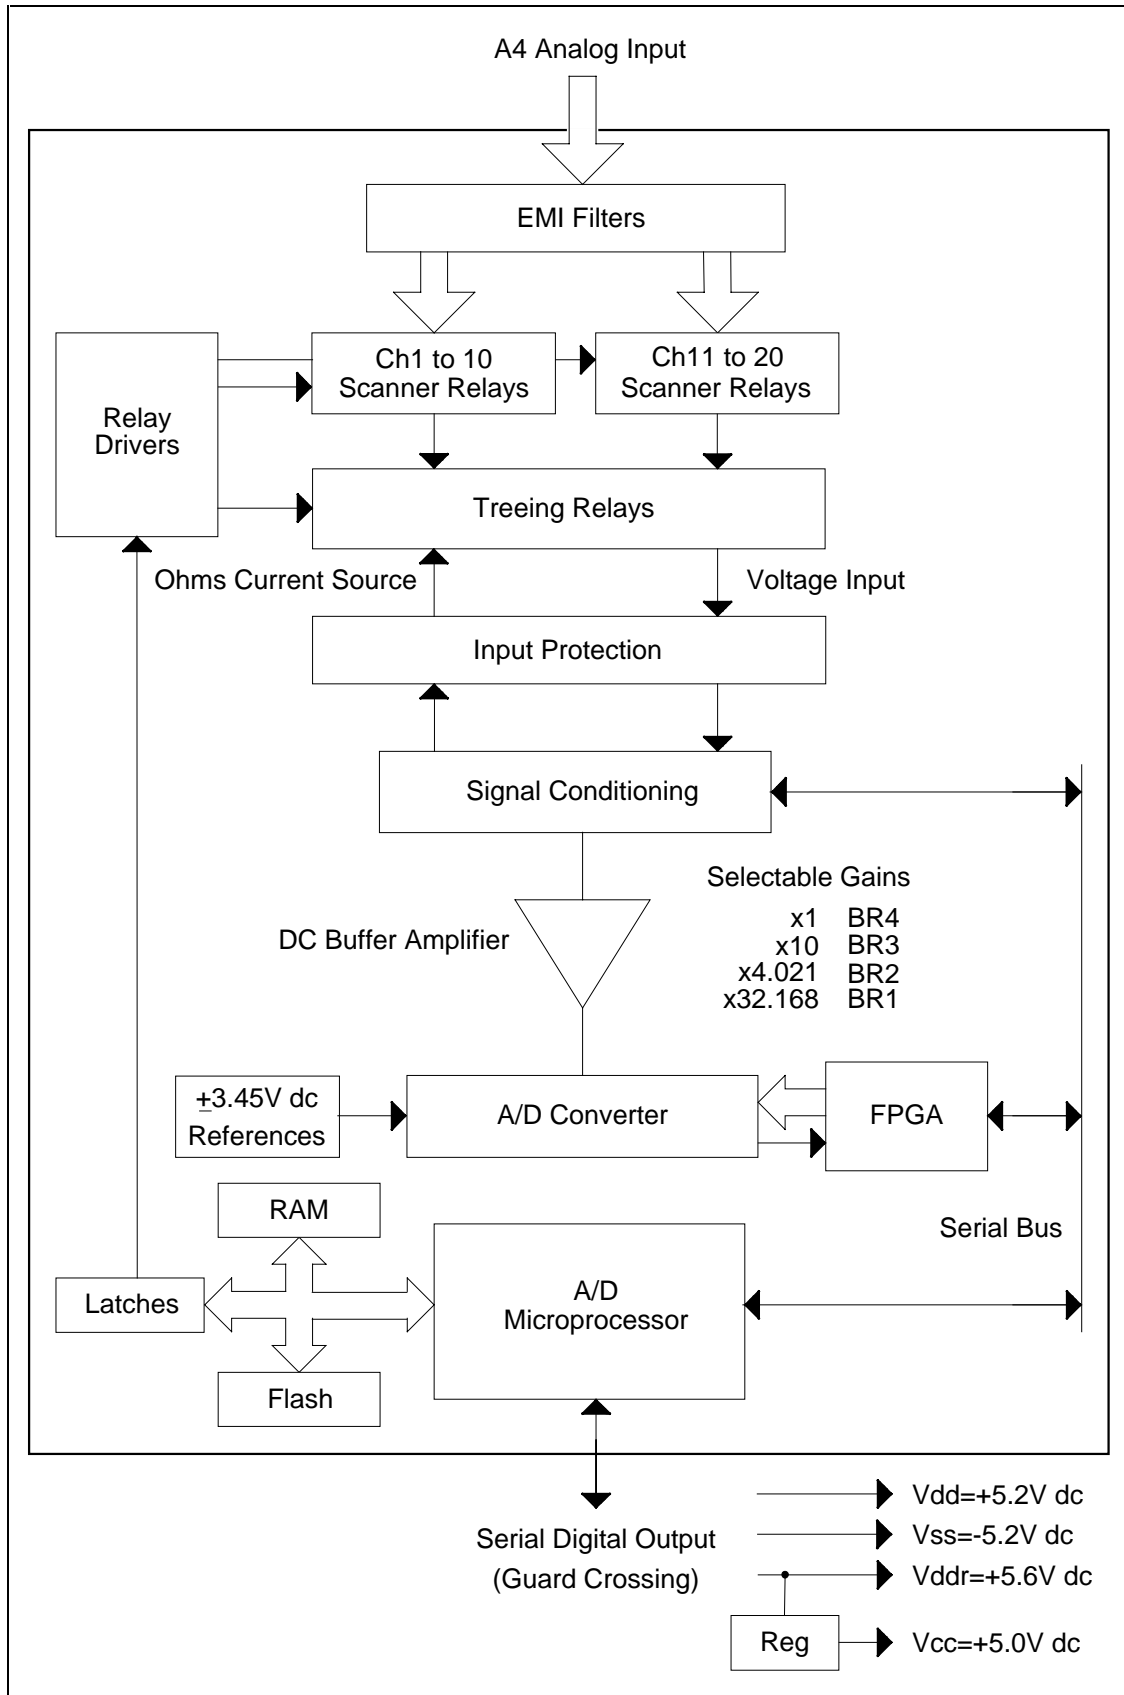 A4 Analog Input
EMI Filters
Ch1 to 10
Scanner Relays
Ch11 to 20
Scanner Relays
Relay
Drivers
Treeing Relays
Ohms Current Source
Voltage Input
Input Protection
Signal Conditioning
Selectable Gains
x1 BR4
x10 BR3
x4.021 BR2
x32.168 BR1
DC Buffer Amplifier
±3.45V dc
References
A/D Converter
FPGA
RAM
Serial Bus
Latches
A/D
Microprocessor
Flash
Serial Digital Output
(Guard Crossing)
Vdd=+5.2V dc
Vss=-5.2V dc
Vddr=+5.6V dc
Reg
Vcc=+5.0V dc